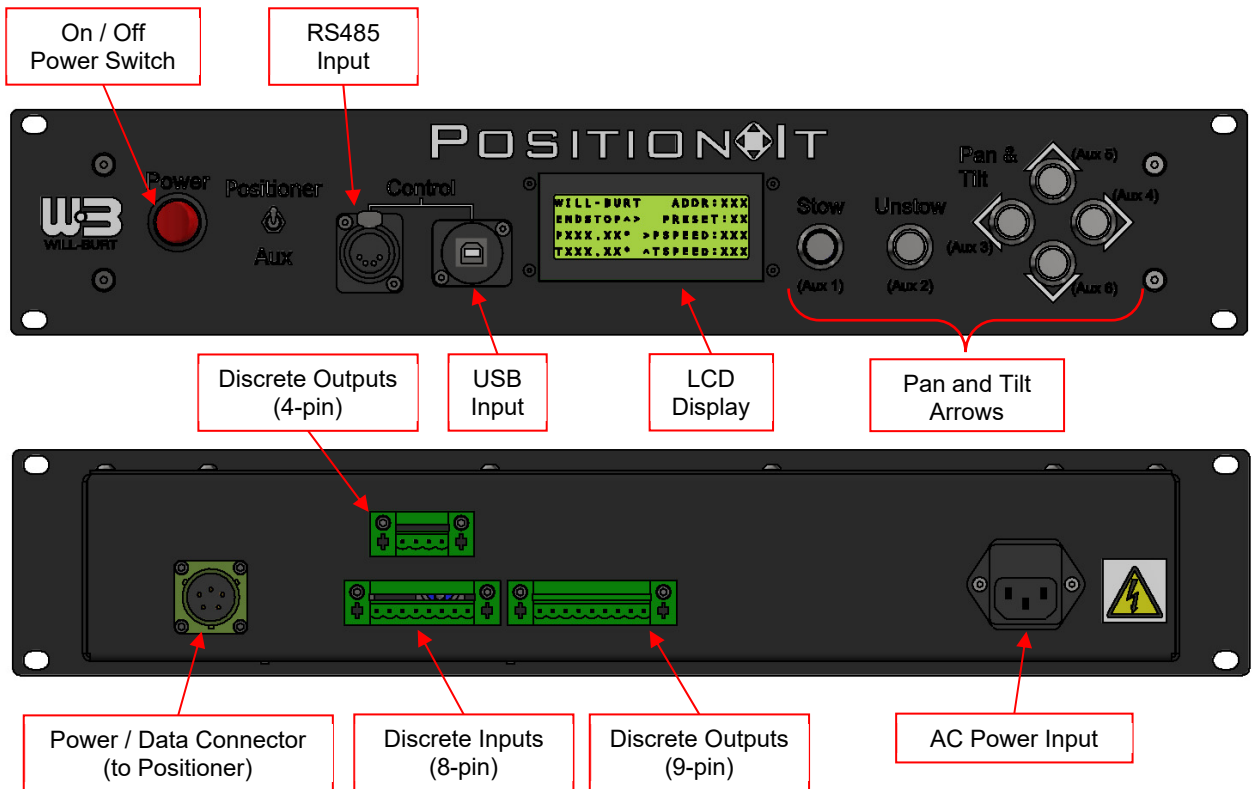 On / Off
Power Switch
RS485
Input
POSITION IT
Power
Positioner
Aux
Control
W3
WILL-BURT
WILL-BURT ADDR:XXX
ENDSTOP^> PRESET:XX
PXXX.XX° >PSPEED:XXX
TXXX.XX° ^TSPEED:XXX
Stow
(Aux 1)
Unstow
(Aux 2)
Pan &
Tilt
(Aux 5)
(Aux 4)
(Aux 3)
(Aux 6)
Discrete Outputs
(4-pin)
USB
Input
LCD
Display
Pan and Tilt
Arrows
Power / Data Connector
(to Positioner)
Discrete Inputs
(8-pin)
Discrete Outputs
(9-pin)
AC Power Input